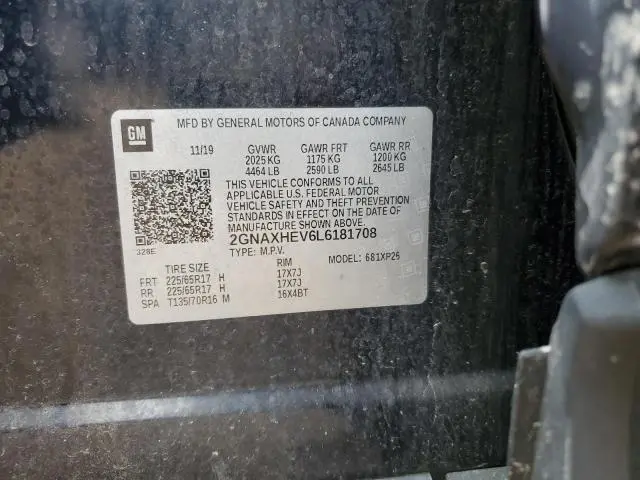 GM
MFD BY GENERAL MOTORS OF CANADA COMPANY
11/19 GVWR GAWR FRT GAWR RR
2025 KG 1175 KG 1200 KG
4464 LB 2590 LB 2645 LB
THIS VEHICLE CONFORMS TO ALL
APPLICABLE U.S. FEDERAL MOTOR
VEHICLE SAFETY AND THEFT PREVENTION
STANDARDS IN EFFECT ON THE DATE OF
MANUFACTURE SHOWN ABOVE.
328E 2GNAXHEV6L6181708
TYPE: M.P.V. MODEL: 681XP26
TIRE SIZE RIM
FRT 225/65R17 H 17X7J
RR 225/65R17 H 17X7J
SPA T135/70R16 M 16X4BT